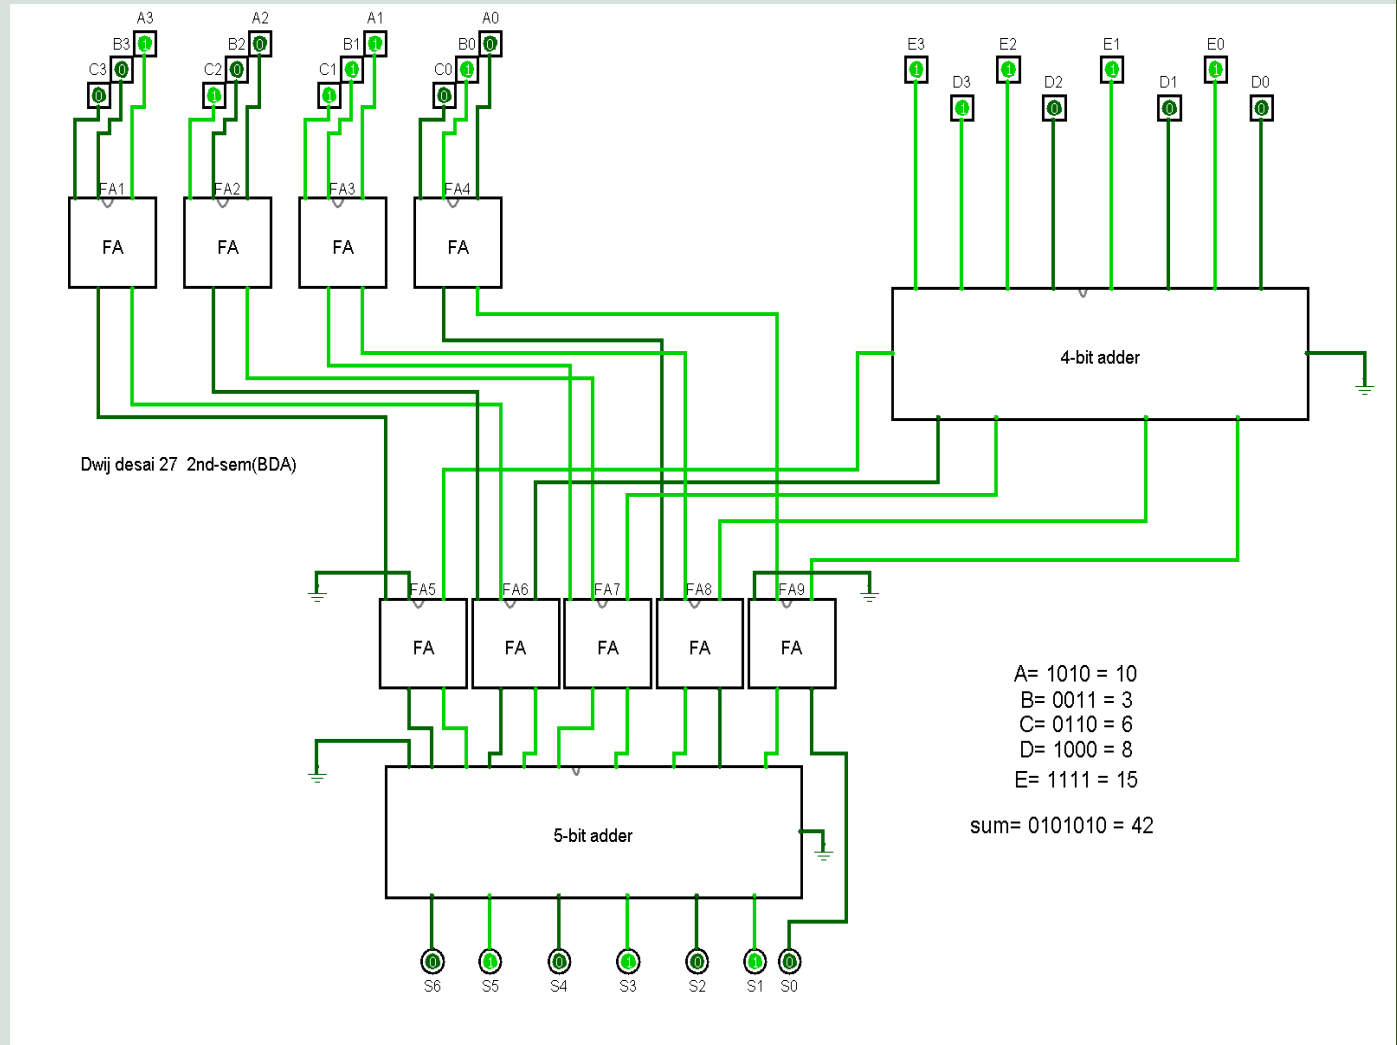 A3 A2 A1 A0
B3 B2 B1 B0 E3 E2 E1 E0
1 0 1 0
C3 C2 C1 C0
0 0 1 1 1 1 1 1
D3 D2 D1 D0
0 1 1 0
1 0 0 0
FA1 FA2 FA3 FA4
FA FA FA FA
4-bit adder
Dwij desai 27 2nd-sem(BDA)
FA5 FA6 FA7 FA8 FA9
FA FA FA FA FA
A= 1010 = 10
B= 0011 = 3
C= 0110 = 6
D= 1000 = 8
E= 1111 = 15
sum= 0101010 = 42
5-bit adder
0 1 0 1 0 1 0
S6 S5 S4 S3 S2 S1 S0